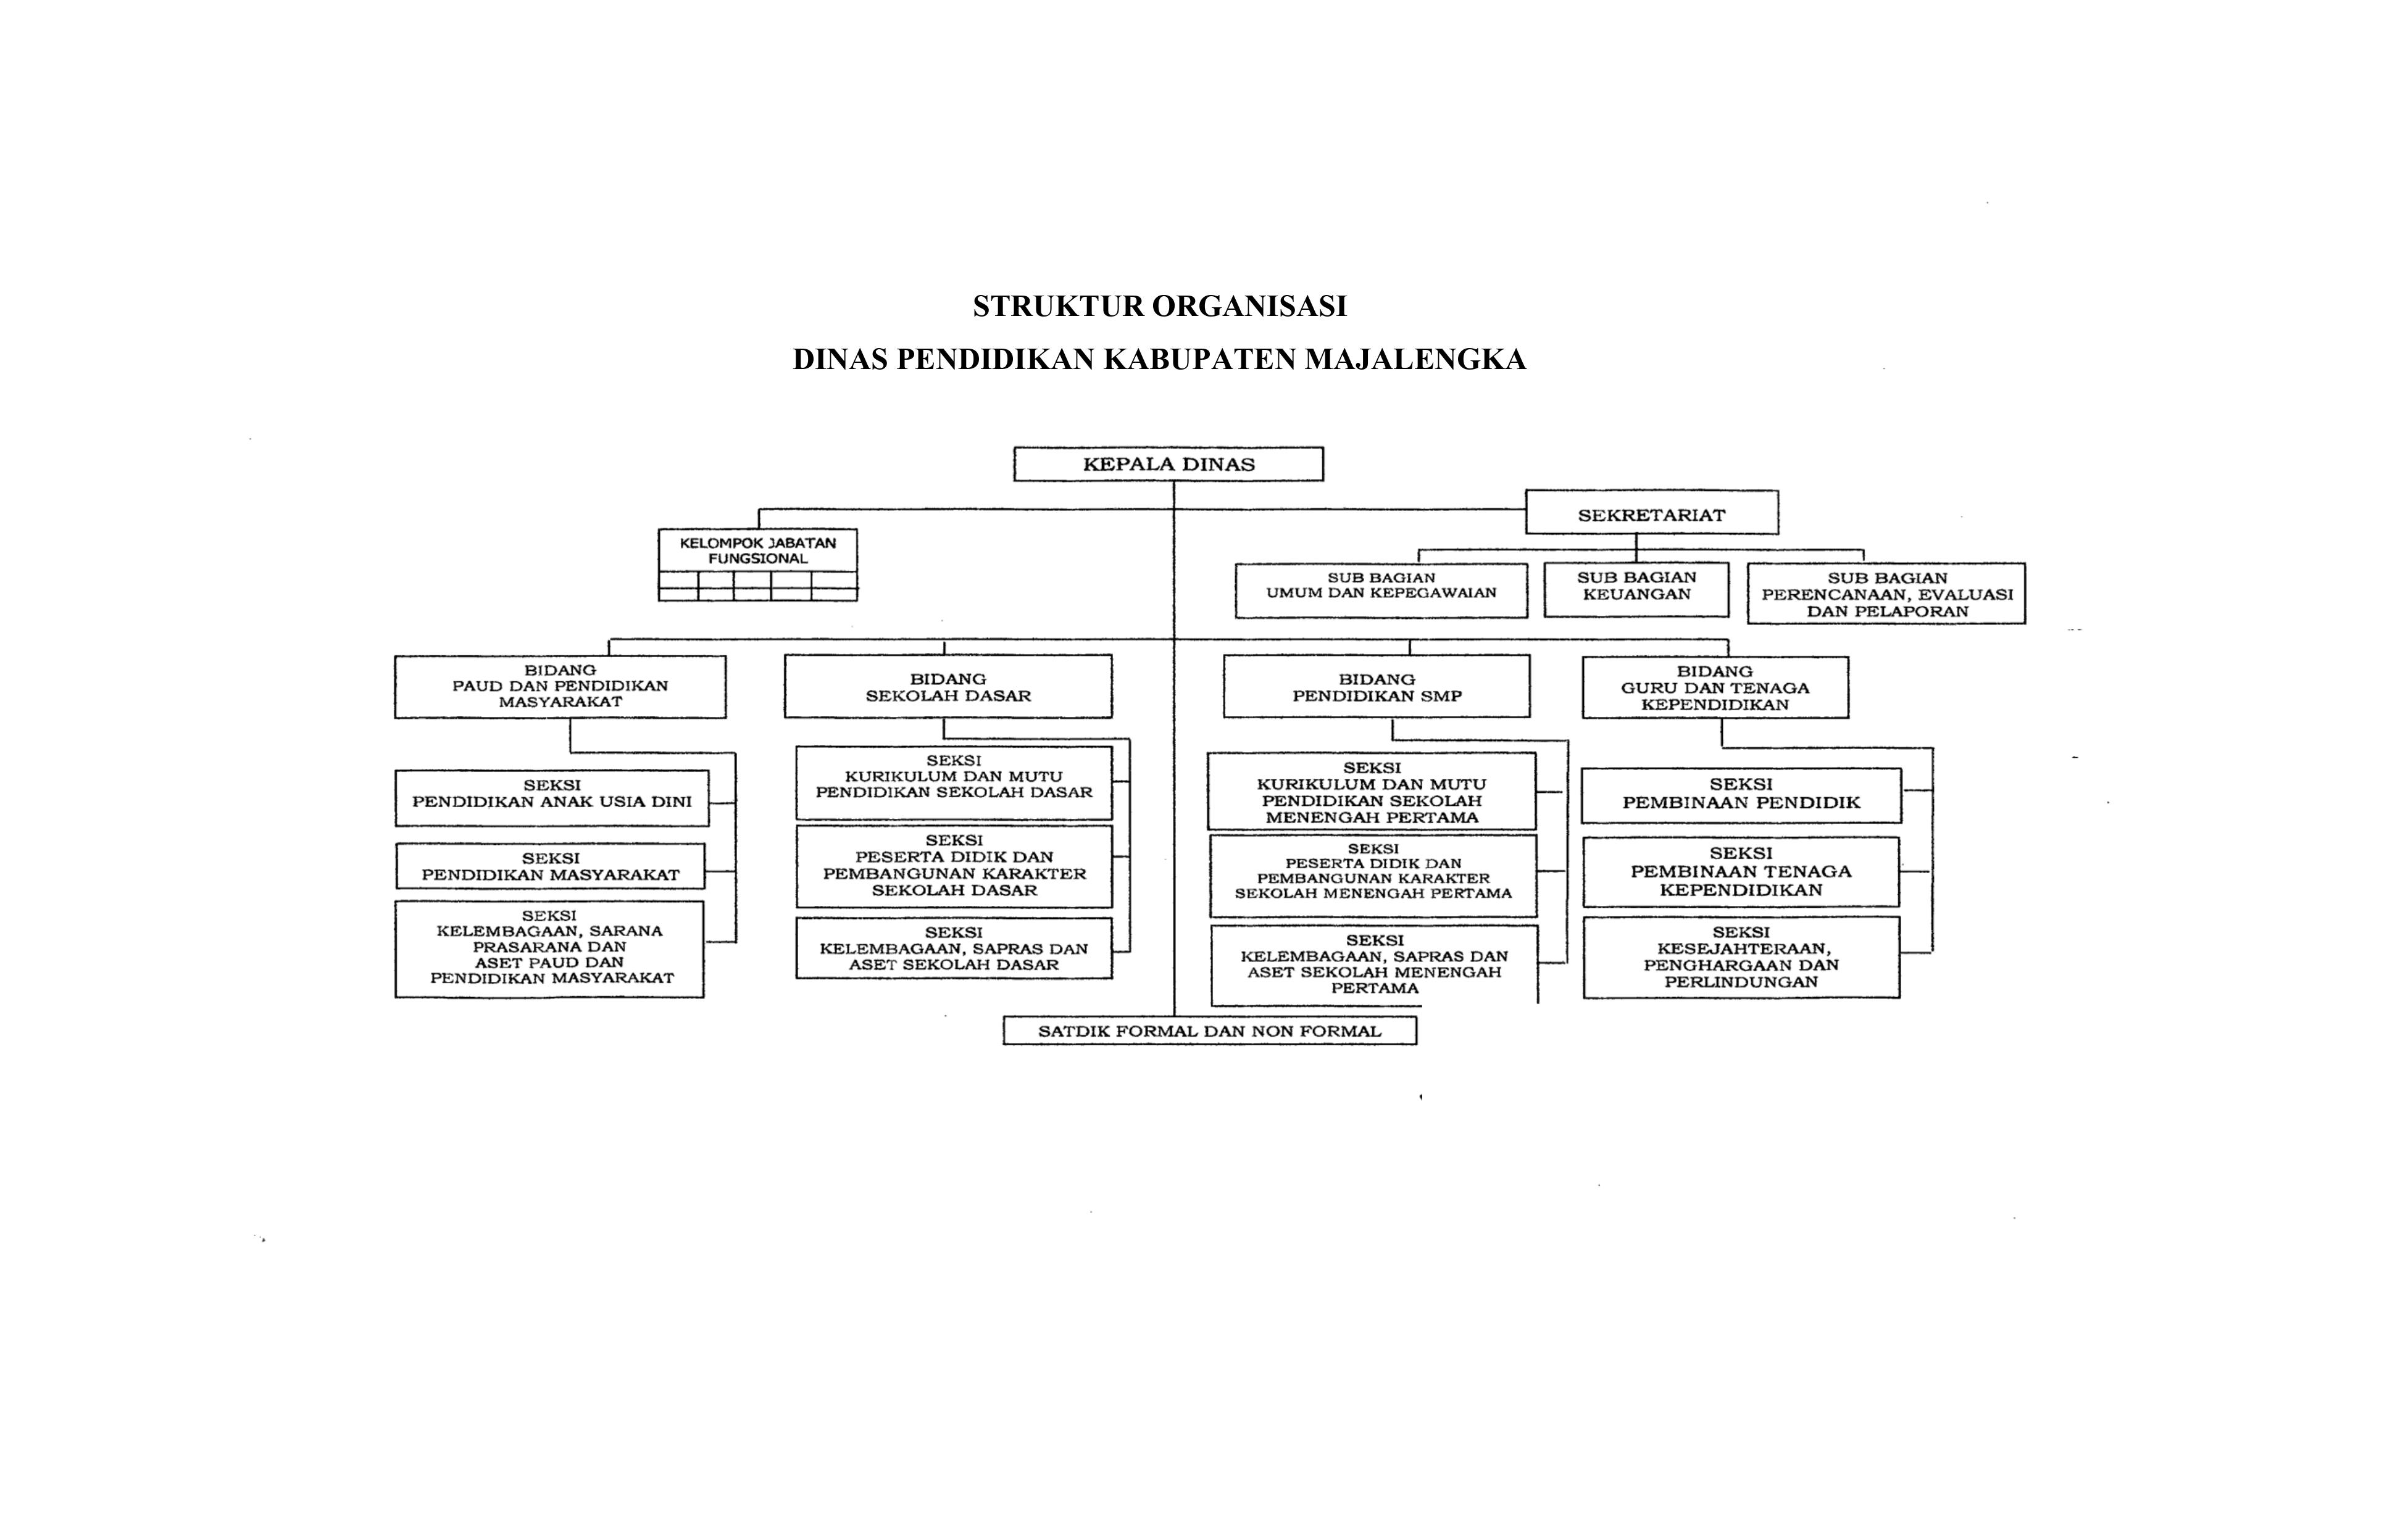 STRUKTUR ORGANISASI
DINAS PENDIDIKAN KABUPATEN MAJALENGKA
KEPALA DINAS
SEKRETARIAT
KELOMPOK JABATAN
FUNGSIONAL
SUB BAGIAN
UMUM DAN KEPEGAWAIAN
SUB BAGIAN
KEUANGAN
SUB BAGIAN
PERENCANAAN, EVALUASI
DAN PELAPORAN
BIDANG
PAUD DAN PENDIDIKAN
MASYARAKAT
BIDANG
SEKOLAH DASAR
BIDANG
PENDIDIKAN SMP
BIDANG
GURU DAN TENAGA
KEPENDIDIKAN
SEKSI
PENDIDIKAN ANAK USIA DINI
SEKSI
PENDIDIKAN MASYARAKAT
SEKSI
KELEMBAGAAN, SARANA
PRASARANA DAN
ASET PAUD DAN
PENDIDIKAN MASYARAKAT
SEKSI
KURIKULUM DAN MUTU
PENDIDIKAN SEKOLAH DASAR
SEKSI
PESERTA DIDIK DAN
PEMBANGUNAN KARAKTER
SEKOLAH DASAR
SEKSI
KELEMBAGAAN, SAPRAS DAN
ASET SEKOLAH DASAR
SEKSI
KURIKULUM DAN MUTU
PENDIDIKAN SEKOLAH
MENENGAH PERTAMA
SEKSI
PESERTA DIDIK DAN
PEMBANGUNAN KARAKTER
SEKOLAH MENENGAH PERTAMA
SEKSI
KELEMBAGAAN, SAPRAS DAN
ASET SEKOLAH MENENGAH
PERTAMA
SEKSI
PEMBINAAN PENDIDIK
SEKSI
PEMBINAAN TENAGA
KEPENDIDIKAN
SEKSI
KESEJAHTERAAN,
PENGHARGAAN DAN
PERLINDUNGAN
SATDIK FORMAL DAN NON FORMAL